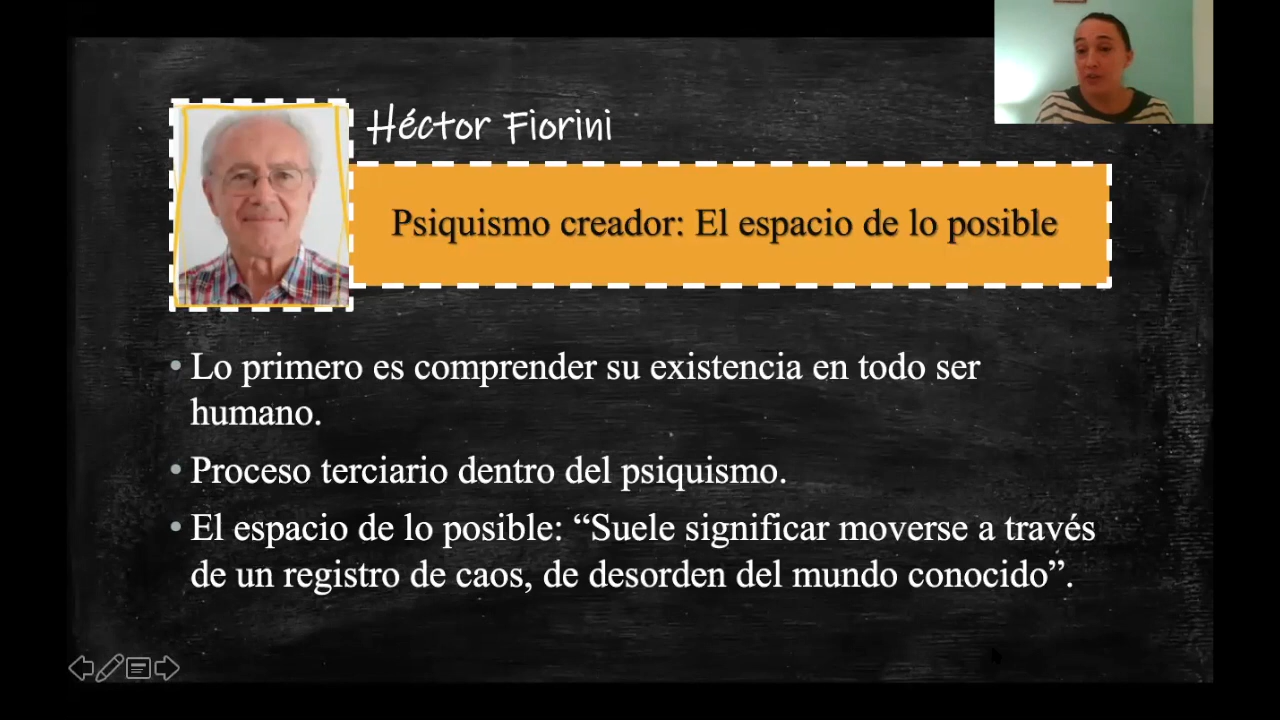 Héctor Fiorini
Psiquismo creador: El espacio de lo posible
• Lo primero es comprender su existencia en todo ser
humano.
• Proceso terciario dentro del psiquismo.
• El espacio de lo posible: “Suele significar moverse a través
de un registro de caos, de desorden del mundo conocido”.